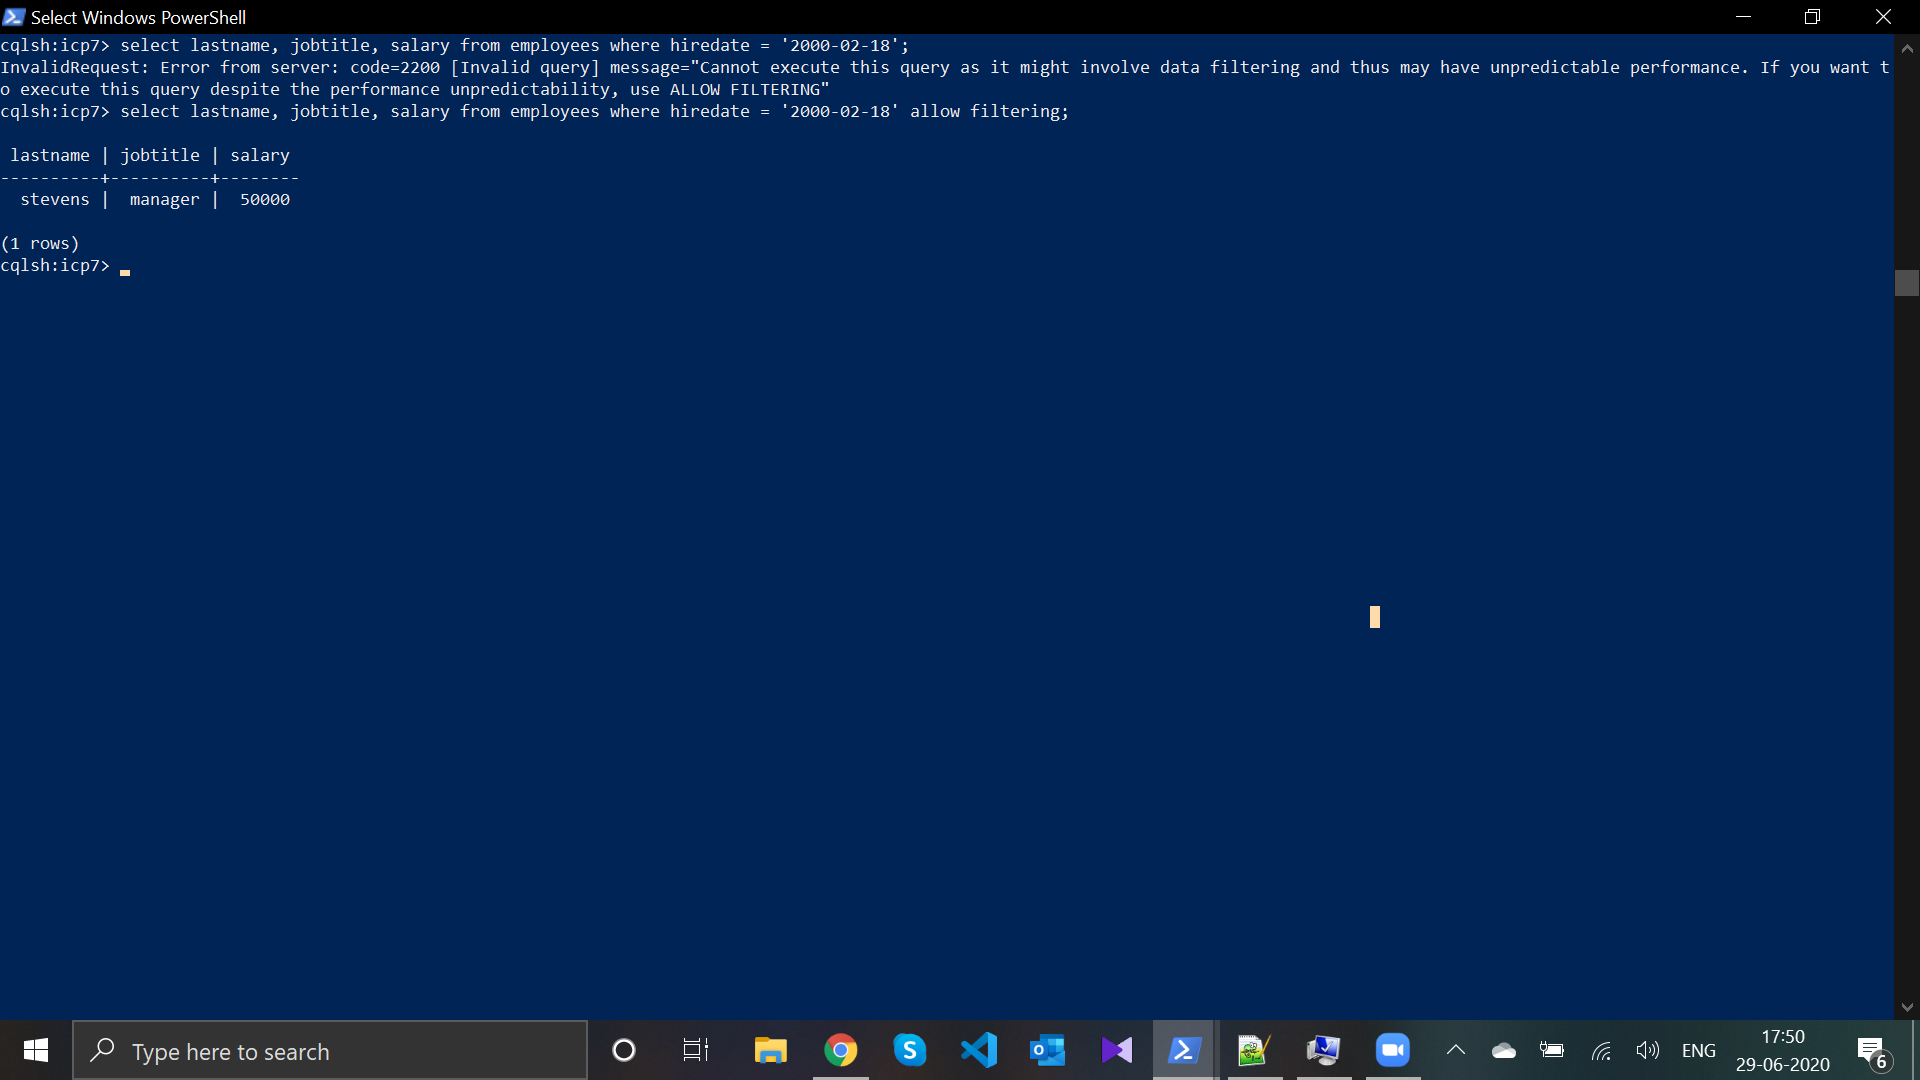 Select Windows PowerShell
cqlsh:icp7> select lastname, jobtitle, salary from employees where hiredate = '2000-02-18';
InvalidRequest: Error from server: code=2200 [Invalid query] message="Cannot execute this query as it might involve data filtering and thus may have unpredictable performance. If you want t
o execute this query despite the performance unpredictability, use ALLOW FILTERING"
cqlsh:icp7> select lastname, jobtitle, salary from employees where hiredate = '2000-02-18' allow filtering;
 lastname | jobtitle | salary
----------+----------+--------
  stevens |  manager |  50000
(1 rows)
cqlsh:icp7>
Type here to search
ENG
17:50
29-06-2020
6